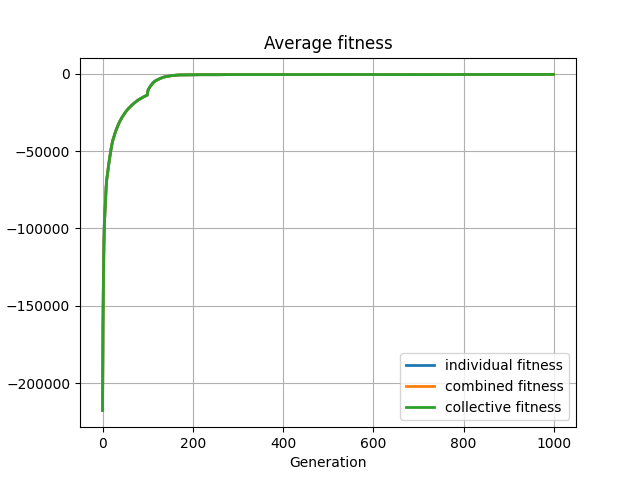 Average fitness
0
−50000
−100000
−150000
−200000
individual fitness
combined fitness
collective fitness
0 200 400 600 800 1000
Generation